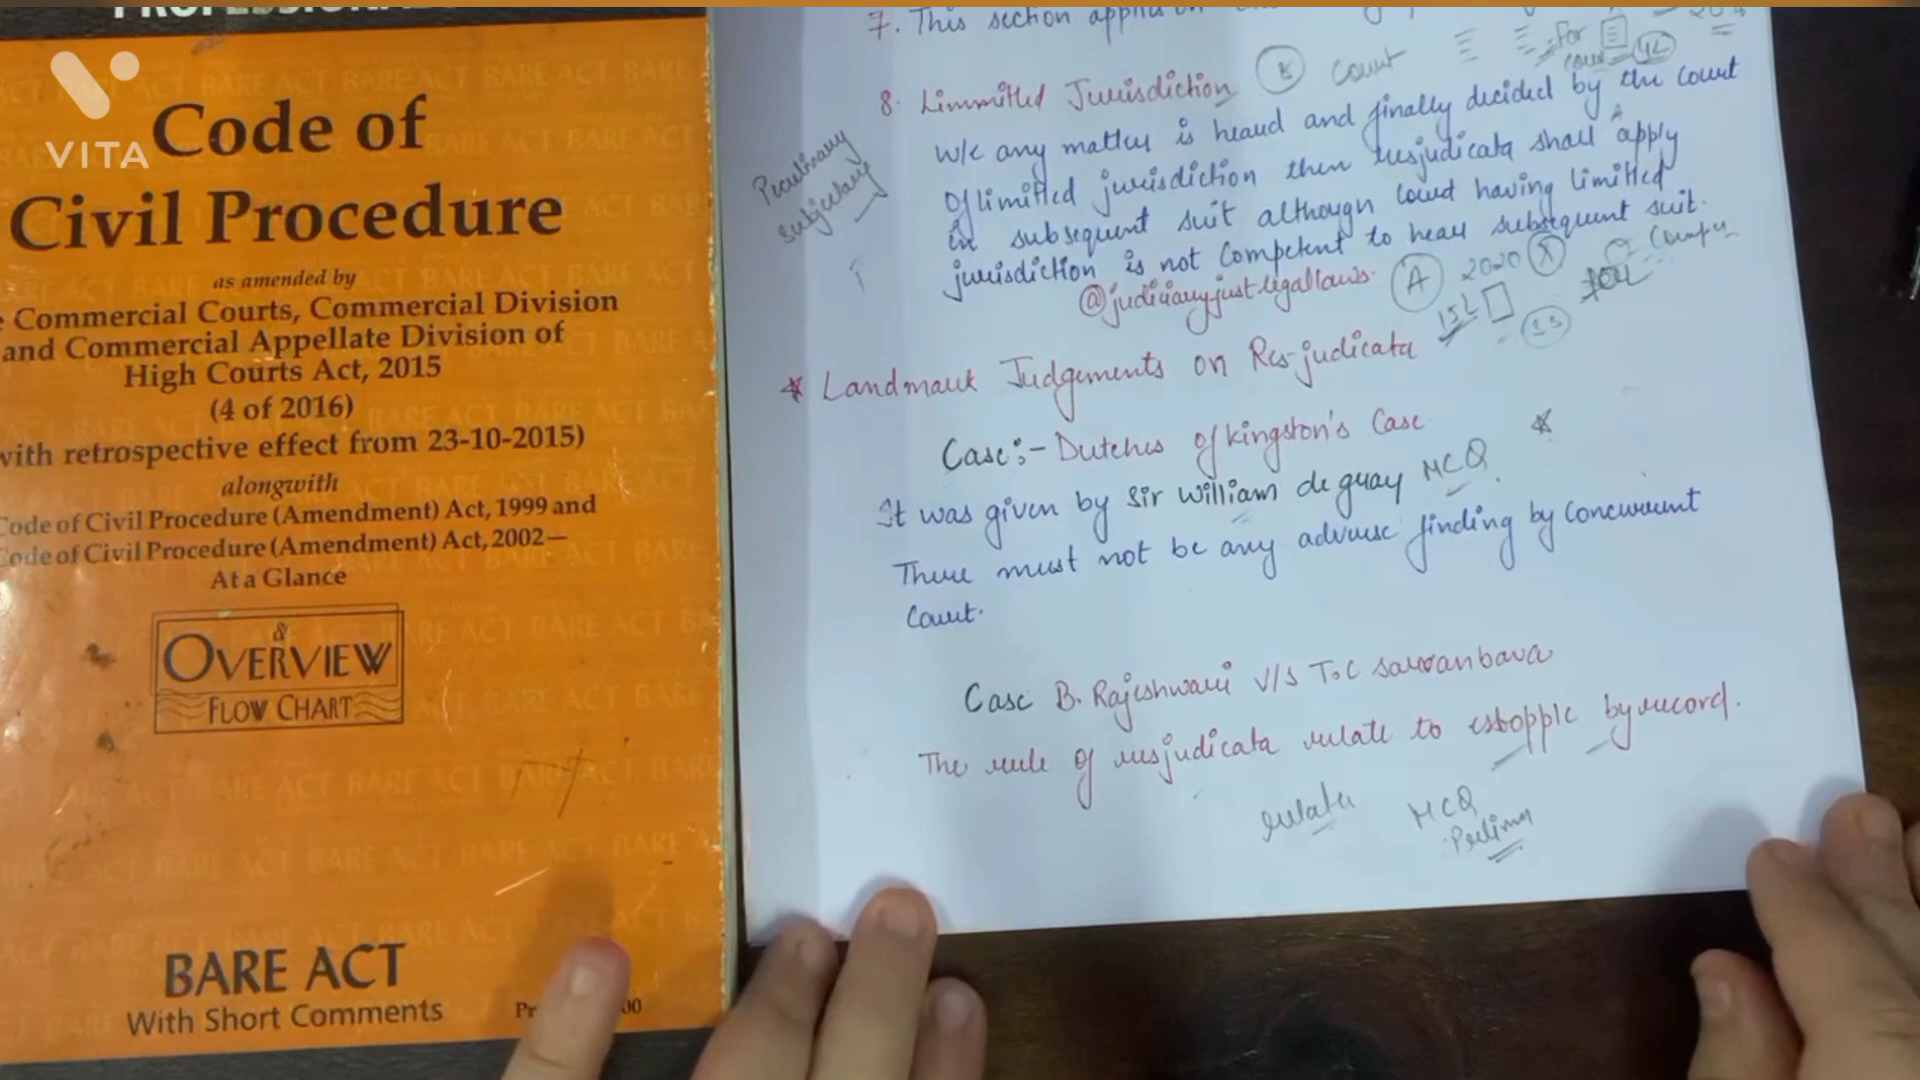 VITA
Code of
Civil Procedure
as amended by
Commercial Courts, Commercial Division
and Commercial Appellate Division of
High Courts Act, 2015
(4 of 2016)
with retrospective effect from 23-10-2015)
alongwith
Code of Civil Procedure (Amendment) Act, 1999 and
Code of Civil Procedure (Amendment) Act, 2002—
At a Glance
&
OVERVIEW
FLOW CHART
BARE ACT
With Short Comments
7. This section applies
8. Limmitted Jurisdiction
Court
W/c any matter is heard and finally decided by the court
of limitted jurisdiction then resjudicata shall apply
in subsequent suit although court having limitted
jurisdiction is not competent to hear subsequent suit.
@judiciary_just.legallaws
A 2020 X
15L
* Landmark Judgements on Res-judicata
Case:- Dutches of Kingston's Case
It was given by Sir William de guay MCQ
There must not be any adverse finding by concurrent
Court.
Case B. Rajeshwari V/s T.C Sarvanbava
The rule of resjudicata relate to estopple by record.
relate MCQ